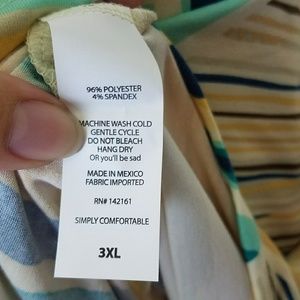 96% POLYESTER
4% SPANDEX
MACHINE WASH COLD
GENTLE CYCLE
DO NOT BLEACH
HANG DRY
OR you'll be sad
MADE IN MEXICO
FABRIC IMPORTED
RN# 142161
SIMPLY COMFORTABLE
3XL